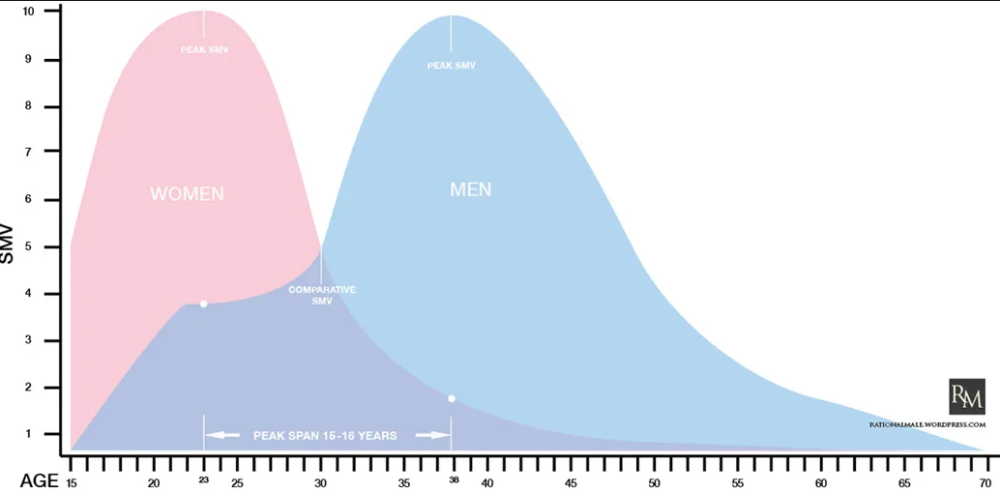 10
9
8
7
6
5
4
3
2
1
SMV
PEAK SMV
PEAK SMV
WOMEN
MEN
COMPARATIVE
SMV
PEAK SPAN 15-16 YEARS
RM
RATIONALMALE.WORDPRESS.COM
AGE 15 20 23 25 30 35 38 40 45 50 55 60 65 70